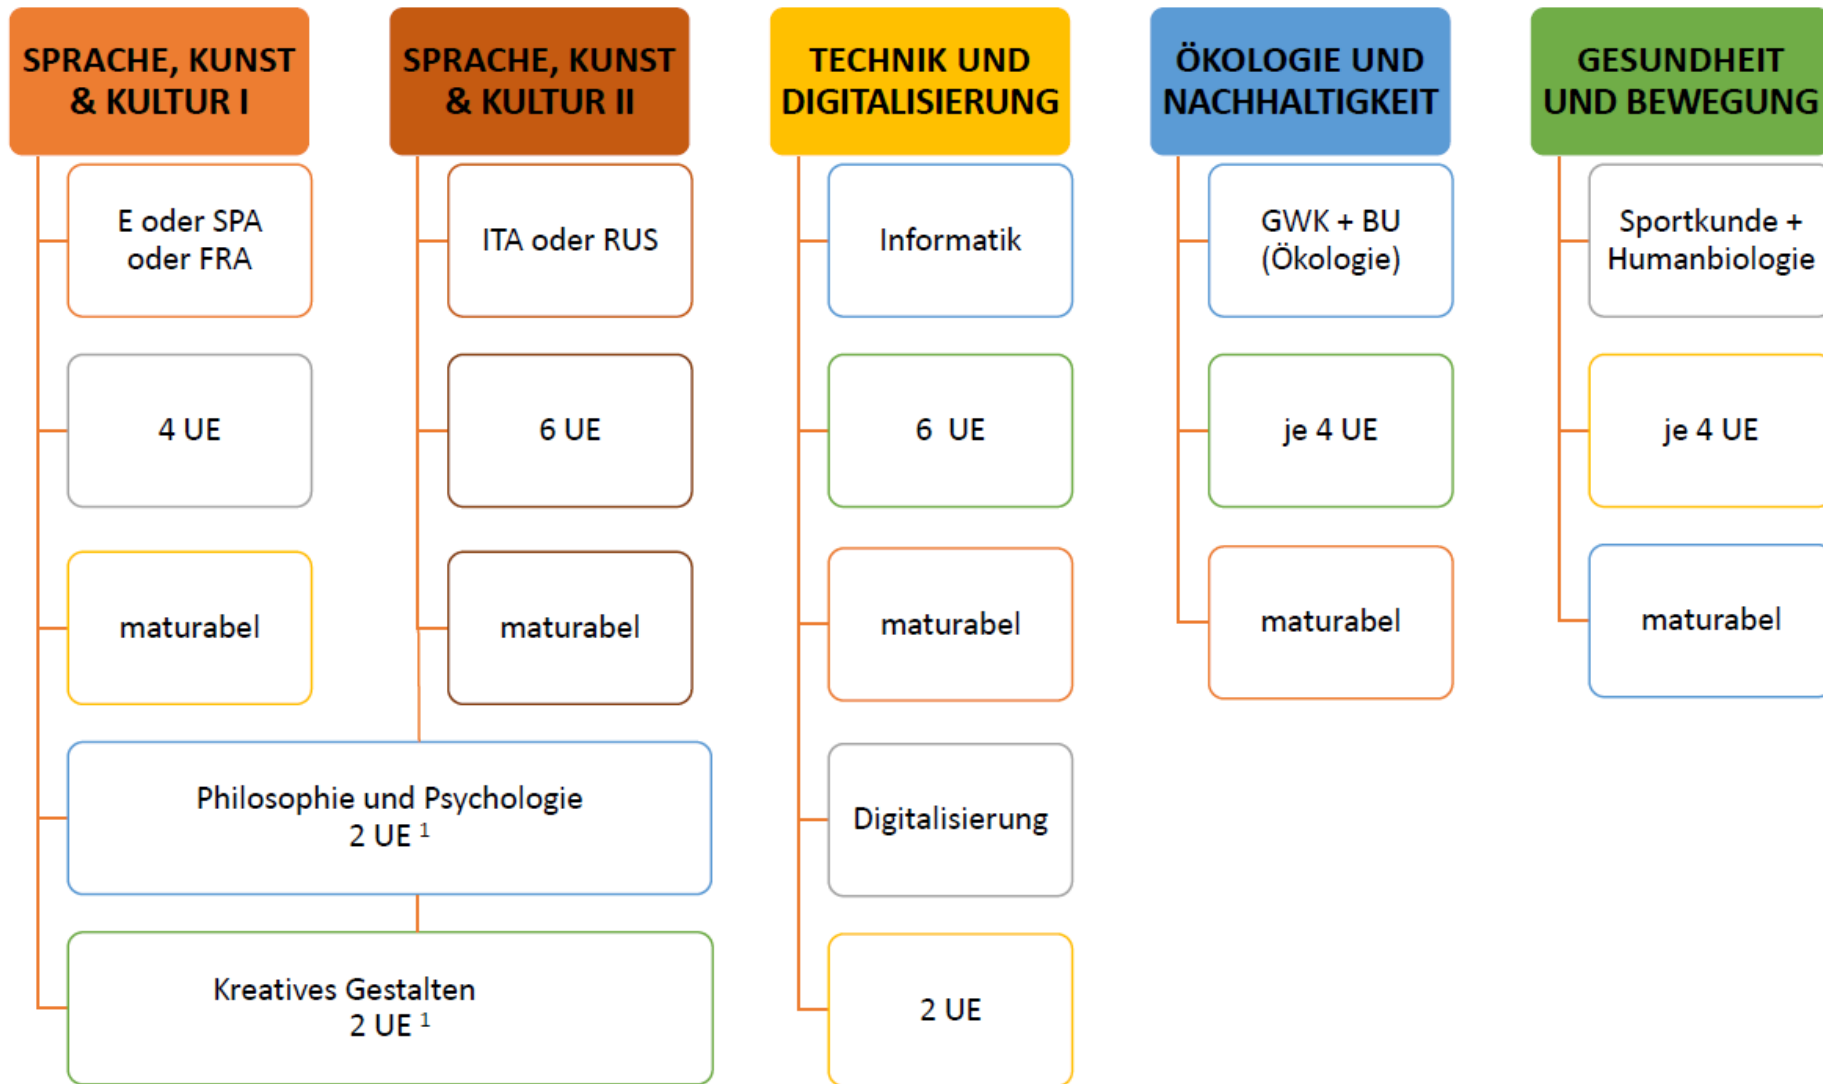 SPRACHE, KUNST
& KULTUR I
E oder SPA
oder FRA
4 UE
maturabel
SPRACHE, KUNST
& KULTUR II
ITA oder RUS
6 UE
maturabel
Philosophie und Psychologie
2 UE ¹
Kreatives Gestalten
2 UE ¹
TECHNIK UND
DIGITALISIERUNG
Informatik
6 UE
maturabel
Digitalisierung
2 UE
ÖKOLOGIE UND
NACHHALTIGKEIT
GWK + BU
(Ökologie)
je 4 UE
maturabel
GESUNDHEIT
UND BEWEGUNG
Sportkunde +
Humanbiologie
je 4 UE
maturabel